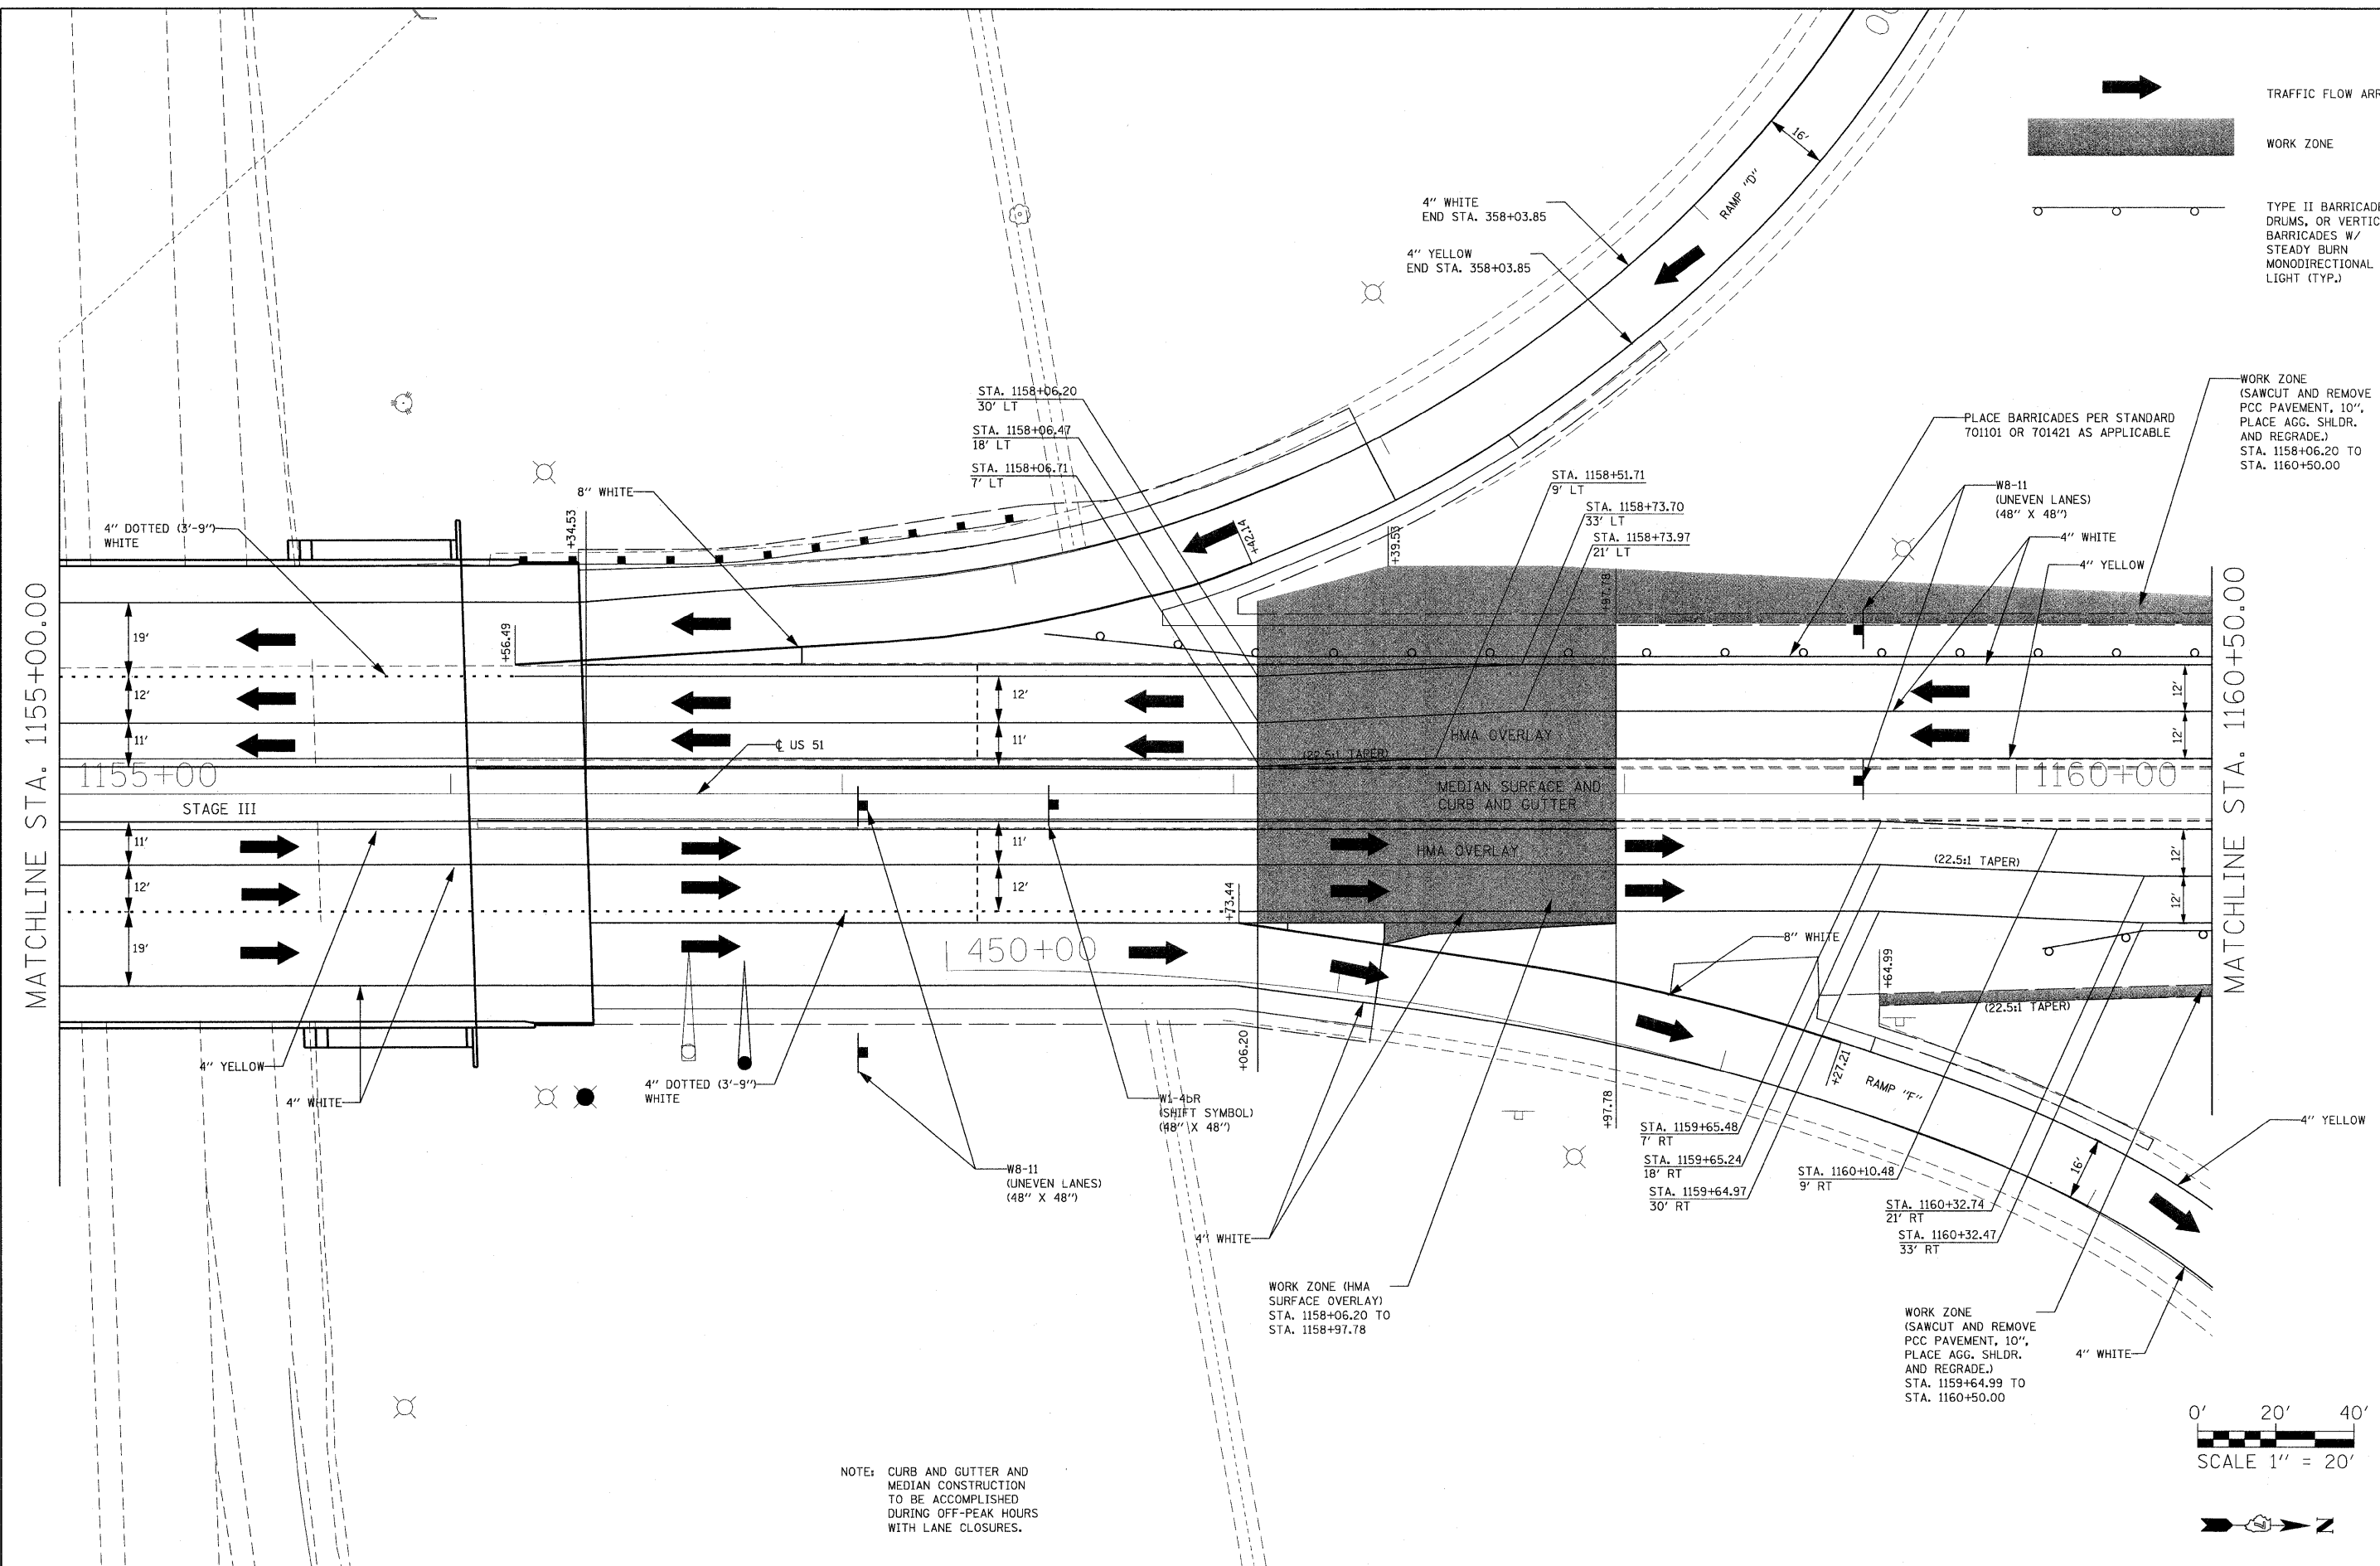 TRAFFIC FLOW ARR
WORK ZONE
TYPE II BARRICADE
DRUMS, OR VERTIC
BARRICADES W/
STEADY BURN
MONODIRECTIONAL
LIGHT (TYP.)
16'
RAMP "D"
4" WHITE
END STA. 358+03.85
4" YELLOW
END STA. 358+03.85
STA. 1158+06.20
30' LT
STA. 1158+06.47
18' LT
STA. 1158+06.71
7' LT
WORK ZONE
(SAWCUT AND REMOVE
PCC PAVEMENT, 10",
PLACE AGG. SHLDR.
AND REGRADE.)
STA. 1158+06.20 TO
STA. 1160+50.00
PLACE BARRICADES PER STANDARD
701101 OR 701421 AS APPLICABLE
W8-11
(UNEVEN LANES)
(48" X 48")
4" WHITE
4" YELLOW
STA. 1158+51.71
9' LT
STA. 1158+73.70
33' LT
STA. 1158+73.97
21' LT
8" WHITE
4" DOTTED (3'-9")
WHITE
+34.53
+42.14
+39.53
+97.78
+56.49
MATCHLINE STA. 1155+00.00
MATCHLINE STA. 1160+50.00
19'
12'
11'
12'
11'
12'
12'
℄ US 51
HMA OVERLAY
(22.5:1 TAPER)
1155+00
1160+00
STAGE III
MEDIAN SURFACE AND
CURB AND GUTTER
HMA OVERLAY
11'
12'
19'
11'
12'
12'
12'
(22.5:1 TAPER)
+73.44
450+00
8" WHITE
+64.99
(22.5:1 TAPER)
+06.20
+97.78
+27.21
RAMP "F"
16'
4" YELLOW
4" WHITE
4" DOTTED (3'-9")
WHITE
W1-4bR
(SHIFT SYMBOL)
(48" X 48")
W8-11
(UNEVEN LANES)
(48" X 48")
4" WHITE
STA. 1159+65.48
7' RT
STA. 1159+65.24
18' RT
STA. 1159+64.97
30' RT
STA. 1160+10.48
9' RT
STA. 1160+32.74
21' RT
STA. 1160+32.47
33' RT
4" YELLOW
WORK ZONE (HMA
SURFACE OVERLAY)
STA. 1158+06.20 TO
STA. 1158+97.78
WORK ZONE
(SAWCUT AND REMOVE
PCC PAVEMENT, 10",
PLACE AGG. SHLDR.
AND REGRADE.)
STA. 1159+64.99 TO
STA. 1160+50.00
4" WHITE
0' 20' 40'
SCALE 1" = 20'
N
NOTE: CURB AND GUTTER AND
MEDIAN CONSTRUCTION
TO BE ACCOMPLISHED
DURING OFF-PEAK HOURS
WITH LANE CLOSURES.